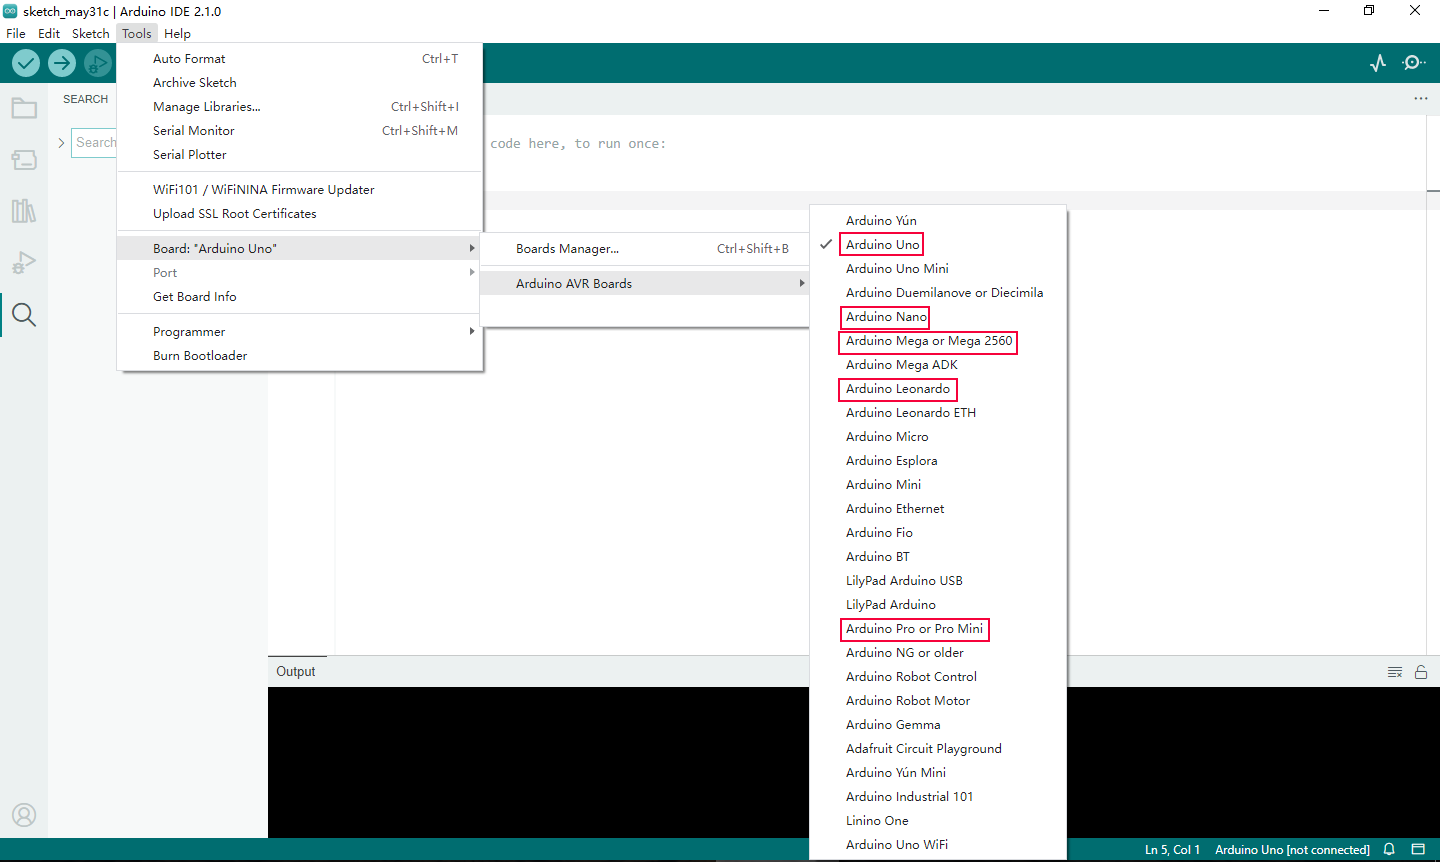 sketch_may31c | Arduino IDE 2.1.0
File Edit Sketch Tools Help
SEARCH
Search
Auto Format Ctrl+T
Archive Sketch
Manage Libraries... Ctrl+Shift+I
Serial Monitor Ctrl+Shift+M
Serial Plotter
WiFi101 / WiFiNINA Firmware Updater
Upload SSL Root Certificates
Board: "Arduino Uno"
Port
Get Board Info
Programmer
Burn Bootloader
code here, to run once:
Boards Manager... Ctrl+Shift+B
Arduino AVR Boards
Arduino Yún
Arduino Uno
Arduino Uno Mini
Arduino Duemilanove or Diecimila
Arduino Nano
Arduino Mega or Mega 2560
Arduino Mega ADK
Arduino Leonardo
Arduino Leonardo ETH
Arduino Micro
Arduino Esplora
Arduino Mini
Arduino Ethernet
Arduino Fio
Arduino BT
LilyPad Arduino USB
LilyPad Arduino
Arduino Pro or Pro Mini
Arduino NG or older
Arduino Robot Control
Arduino Robot Motor
Arduino Gemma
Adafruit Circuit Playground
Arduino Yún Mini
Arduino Industrial 101
Linino One
Arduino Uno WiFi
Output
Ln 5, Col 1 Arduino Uno [not connected]